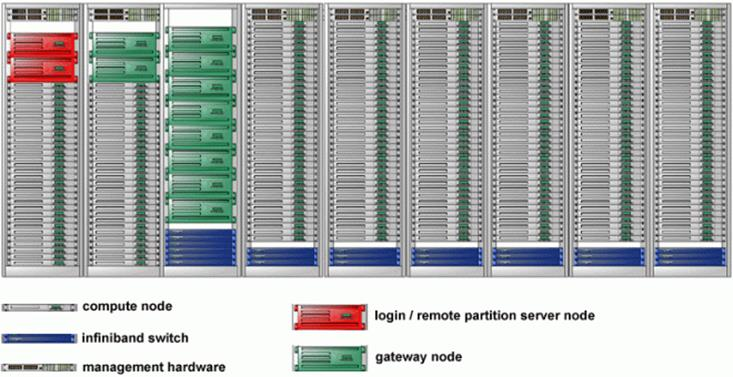 compute node
infiniband switch
management hardware
login / remote partition server node
gateway node